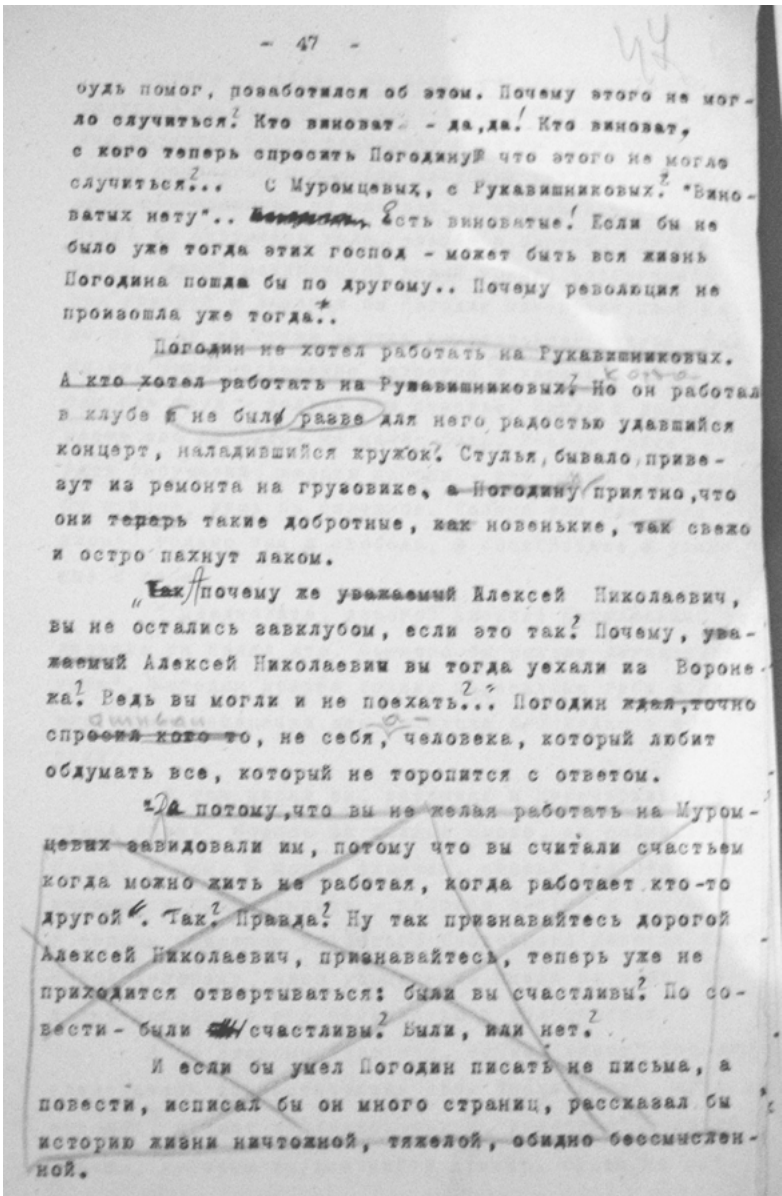 - 47 -
47
будь помог, позаботился об этом. Почему этого не мог-
ло случиться? Кто виноват - да,да! Кто виноват,
с кого теперь спросить Погодину что этого не могло
случиться?.. С Муромцевых, с Рукавишниковых? "Вино-
ватых нету".. Есть виноватые! Если бы не
было уже тогда этих господ - может быть вся жизнь
Погодина пошла бы по другому.. Почему революция не
произошла уже тогда?..
Погодин не хотел работать на Рукавишниковых.
А кто хотел работать на Рукавишниковых? Но он работал
когда
в клубе и не было разве для него радостью удавшийся
концерт, наладившийся кружок? Стулья, бывало, приве-
зут из ремонта на грузовике, а Погодину приятно,что
они теперь такие добротные, как новенькие, так свежо
и остро пахнут лаком.
"Так А почему же уважаемый Алексей Николаевич,
вы не остались завклубом, если это так? Почему, ува-
жаемый Алексей Николаевич вы тогда уехали из Вороне-
жа? Ведь вы могли и не поехать?.." Погодин ждал,точно
спросил кого то, не себя, а - человека, который любит
обдумать все, который не торопится с ответом.
- Да потому,что вы не желая работать на Муром-
цевых завидовали им, потому что вы считали счастьем
когда можно жить не работая, когда работает кто-то
другой. Так? Правда? Ну так признавайтесь дорогой
Алексей Николаевич, признавайтесь, теперь уже не
приходится отвертываться: были вы счастливы? По со-
вести- были счастливы? Были, или нет?
И если бы умел Погодин писать не письма, а
повести, исписал бы он много страниц, рассказал бы
историю жизни ничтожной, тяжелой, обидно бессмыслен-
ной.